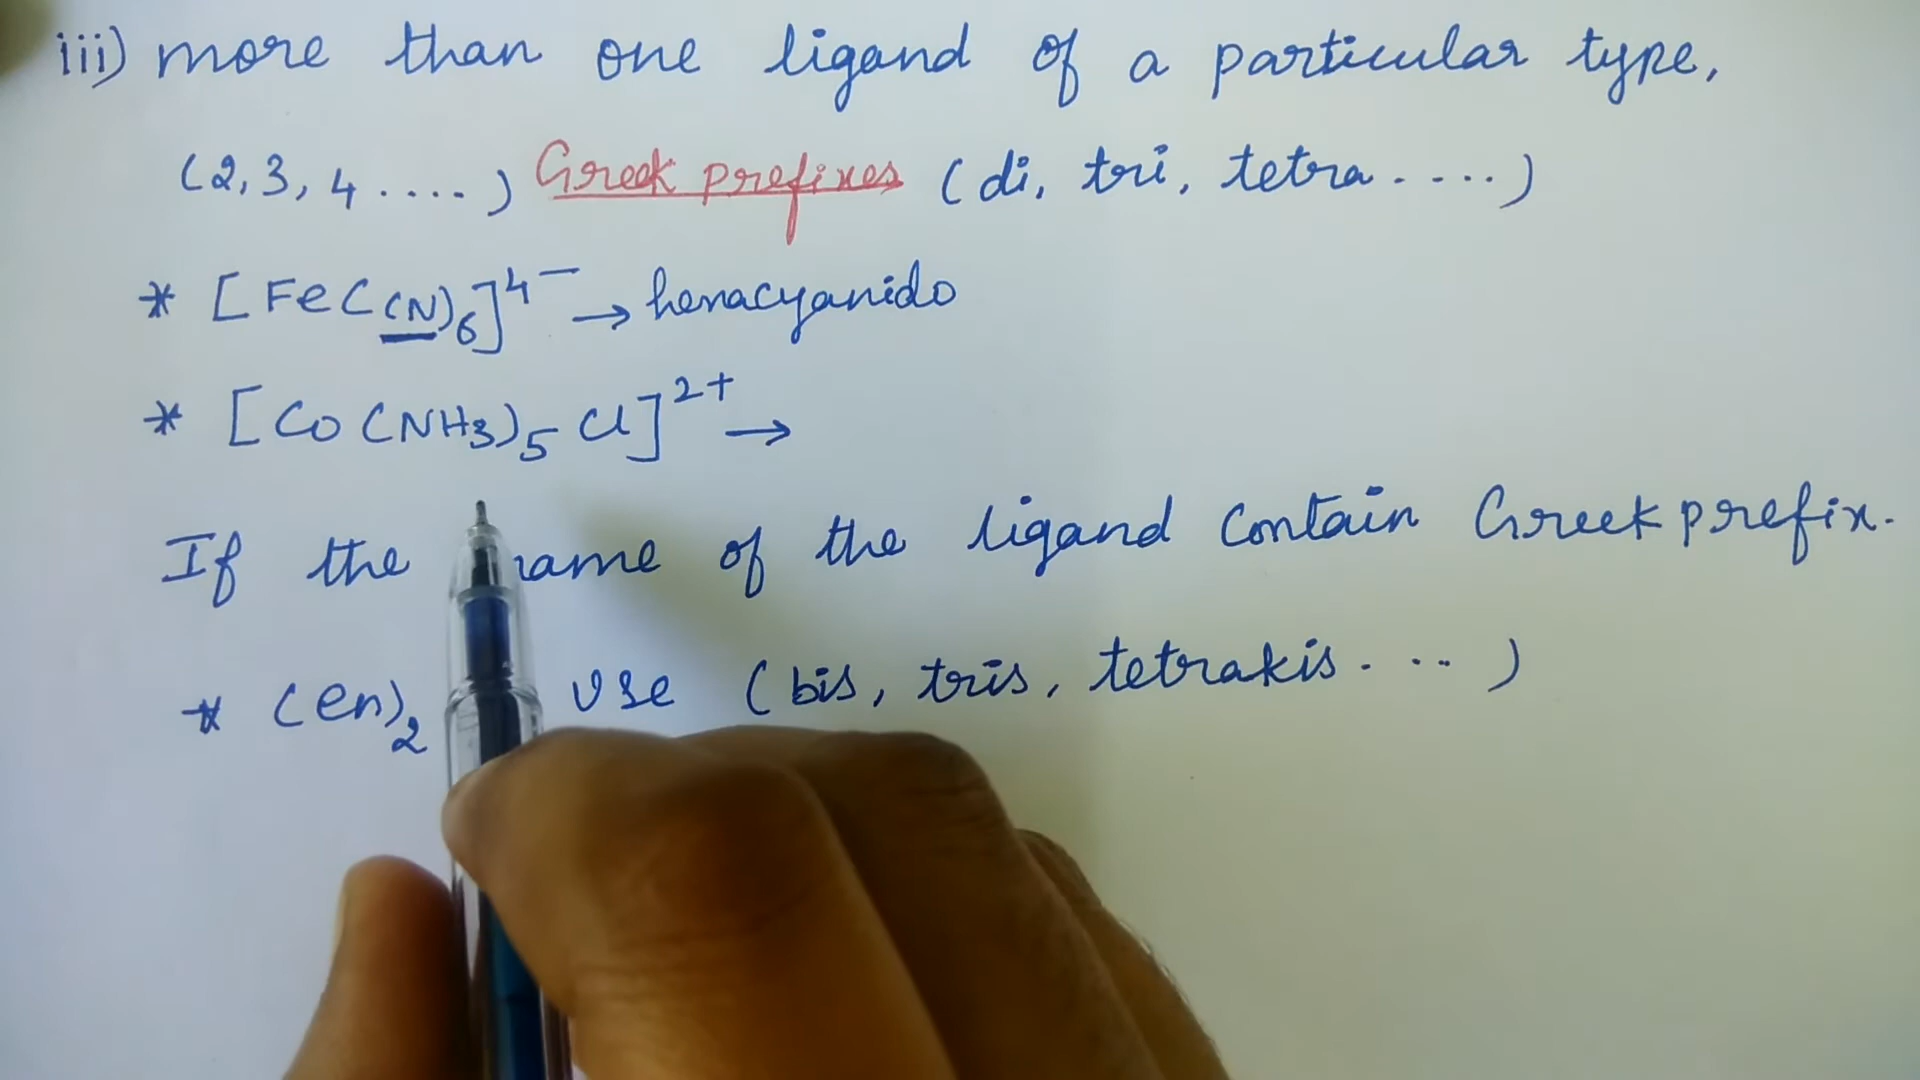 iii) more than one ligand of a particular type,
(2, 3, 4 ....) Greek prefixes (di, tri, tetra ....)
* [Fe(CN)6]4− → hexacyanido
* [Co(NH3)5Cl]2+ →
If the name of the ligand contain Greek prefix.
* (en)2 use (bis, tris, tetrakis. ... )